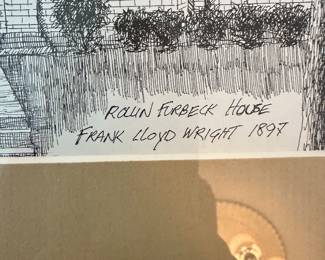 ROLLIN FURBECK HOUSE
FRANK LLOYD WRIGHT 1897